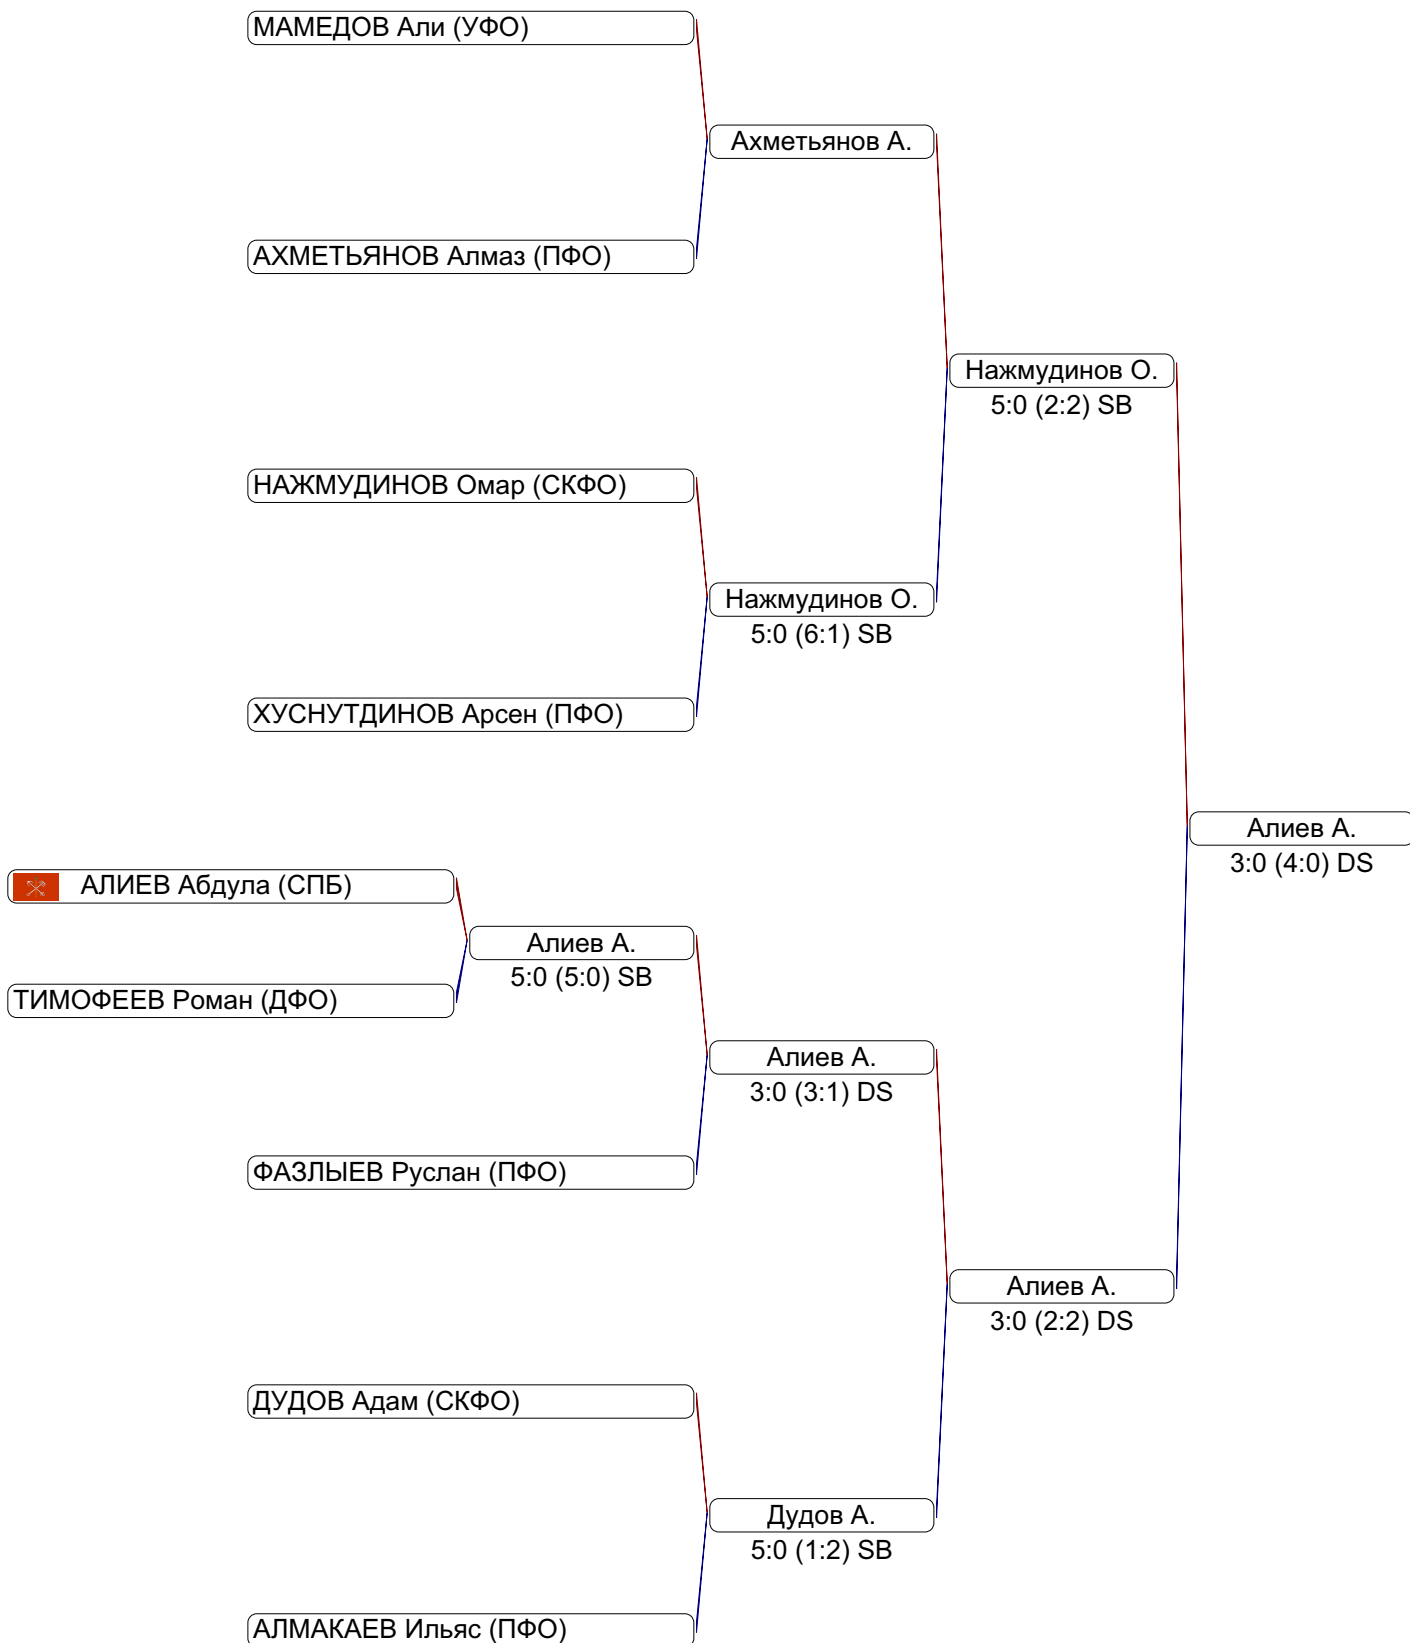 МАМЕДОВ Али (УФО)
Ахметьянов А.
АХМЕТЬЯНОВ Алмаз (ПФО)
Нажмудинов О.
5:0 (2:2) SB
НАЖМУДИНОВ Омар (СКФО)
Нажмудинов О.
5:0 (6:1) SB
ХУСНУТДИНОВ Арсен (ПФО)
Алиев А.
3:0 (4:0) DS
АЛИЕВ Абдула (СПБ)
Алиев А.
5:0 (5:0) SB
ТИМОФЕЕВ Роман (ДФО)
Алиев А.
3:0 (3:1) DS
ФАЗЛЫЕВ Руслан (ПФО)
Алиев А.
3:0 (2:2) DS
ДУДОВ Адам (СКФО)
Дудов А.
5:0 (1:2) SB
АЛМАКАЕВ Ильяс (ПФО)